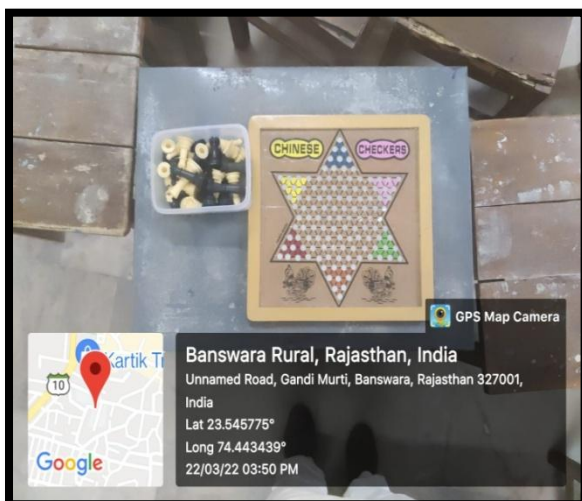 CHINESE CHECKERS
GPS Map Camera
Kartik
10
Google
Banswara Rural, Rajasthan, India
Unnamed Road, Gandi Murti, Banswara, Rajasthan 327001,
India
Lat 23.545775°
Long 74.443439°
22/03/22 03:50 PM